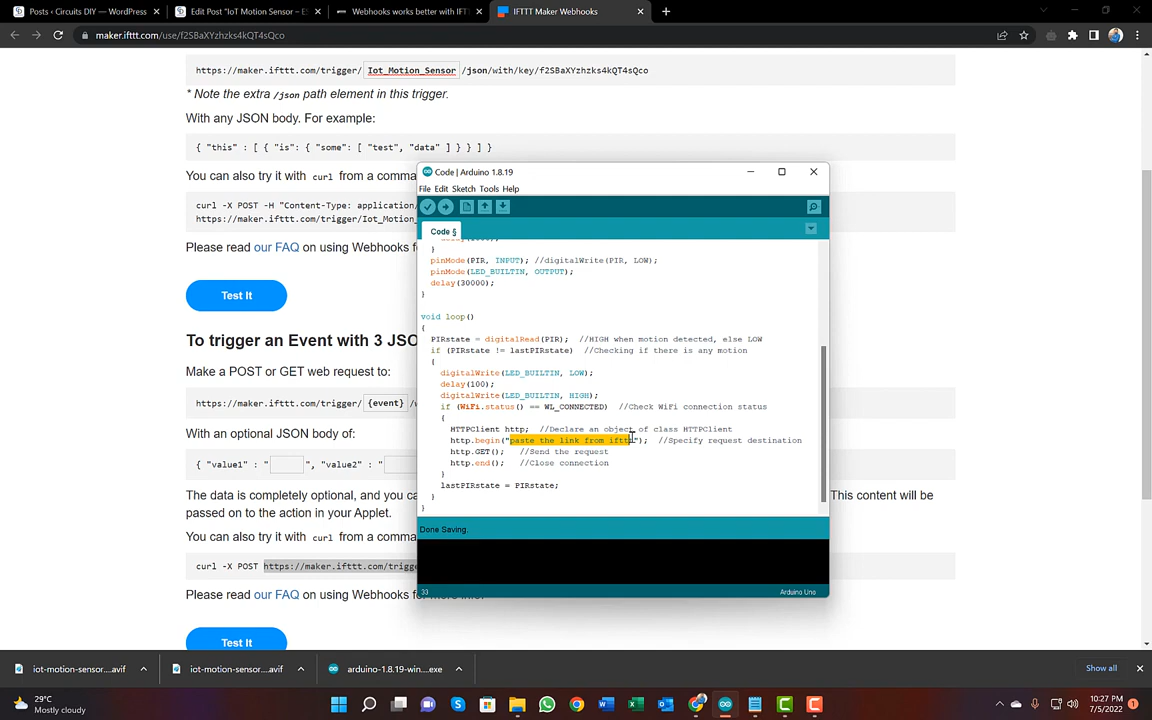 Posts ‹ Circuits DIY — WordPress
Edit Post "IoT Motion Sensor – ES
Webhooks works better with IFTT
IFTTT Maker Webhooks
maker.ifttt.com/use/f2SBaXYzhzks4kQT4sQco
https://maker.ifttt.com/trigger/ Iot_Motion_Sensor /json/with/key/f2SBaXYzhzks4kQT4sQco
* Note the extra /json path element in this trigger.
With any JSON body. For example:
{ "this" : [ { "is": { "some": [ "test", "data" ] } } ] }
You can also try it with curl from a comma
curl -X POST -H "Content-Type: application/
https://maker.ifttt.com/trigger/Iot_Motion_
Please read our FAQ on using Webhooks f
Test It
To trigger an Event with 3 JSO
Make a POST or GET web request to:
https://maker.ifttt.com/trigger/ {event} /w
With an optional JSON body of:
{ "value1" : " ", "value2" : "
The data is completely optional, and you ca
This content will be
passed on to the action in your Applet.
You can also try it with curl from a comma
curl -X POST https://maker.ifttt.com/trigge
Please read our FAQ on using Webhooks for more info.
Test It
Code | Arduino 1.8.19
File Edit Sketch Tools Help
Code §
}
pinMode(PIR, INPUT); //digitalWrite(PIR, LOW);
pinMode(LED_BUILTIN, OUTPUT);
delay(30000);
}
void loop()
{
PIRstate = digitalRead(PIR); //HIGH when motion detected, else LOW
if (PIRstate != lastPIRstate) //Checking if there is any motion
{
digitalWrite(LED_BUILTIN, LOW);
delay(100);
digitalWrite(LED_BUILTIN, HIGH);
if (WiFi.status() == WL_CONNECTED) //Check WiFi connection status
{
HTTPClient http; //Declare an object of class HTTPClient
http.begin("paste the link from ifttt"); //Specify request destination
http.GET(); //Send the request
http.end(); //Close connection
}
lastPIRstate = PIRstate;
}
}
Done Saving.
33
Arduino Uno
iot-motion-sensor....avif
iot-motion-sensor....avif
arduino-1.8.19-win....exe
Show all
29°C
Mostly cloudy
10:27 PM
7/5/2022